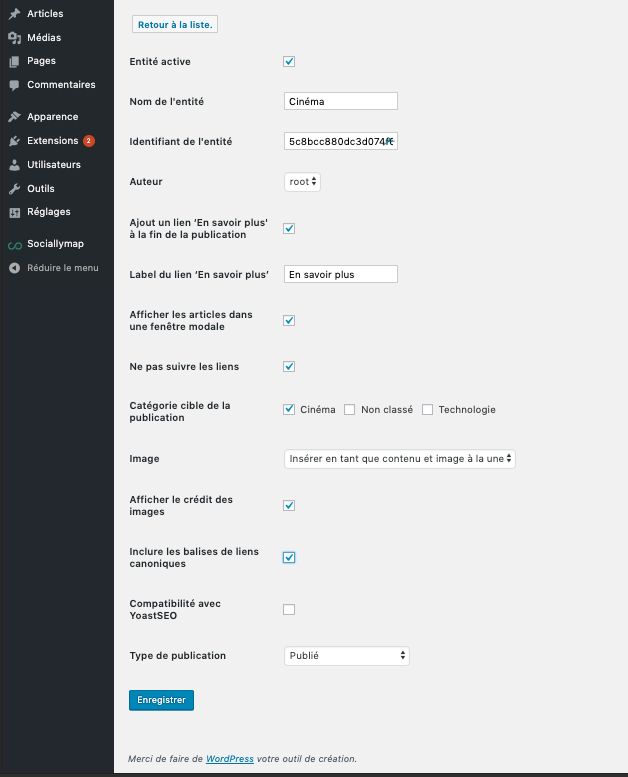 Articles
Médias
Pages
Commentaires
Apparence
Extensions 2
Utilisateurs
Outils
Réglages
Sociallymap
Réduire le menu
Retour à la liste.
Entité active
Nom de l'entité
Cinéma
Identifiant de l'entité
Auteur
root
Ajout un lien ‘En savoir plus'
à la fin de la publication
Label du lien ‘En savoir plus’
En savoir plus
Afficher les articles dans
une fenêtre modale
Ne pas suivre les liens
Catégorie cible de la
publication
Cinéma Non classé Technologie
Image
Insérer en tant que contenu et image à la une
Afficher le crédit des
images
Inclure les balises de liens
canoniques
Compatibilité avec
YoastSEO
Type de publication
Publié
Enregistrer
Merci de faire de WordPress votre outil de création.